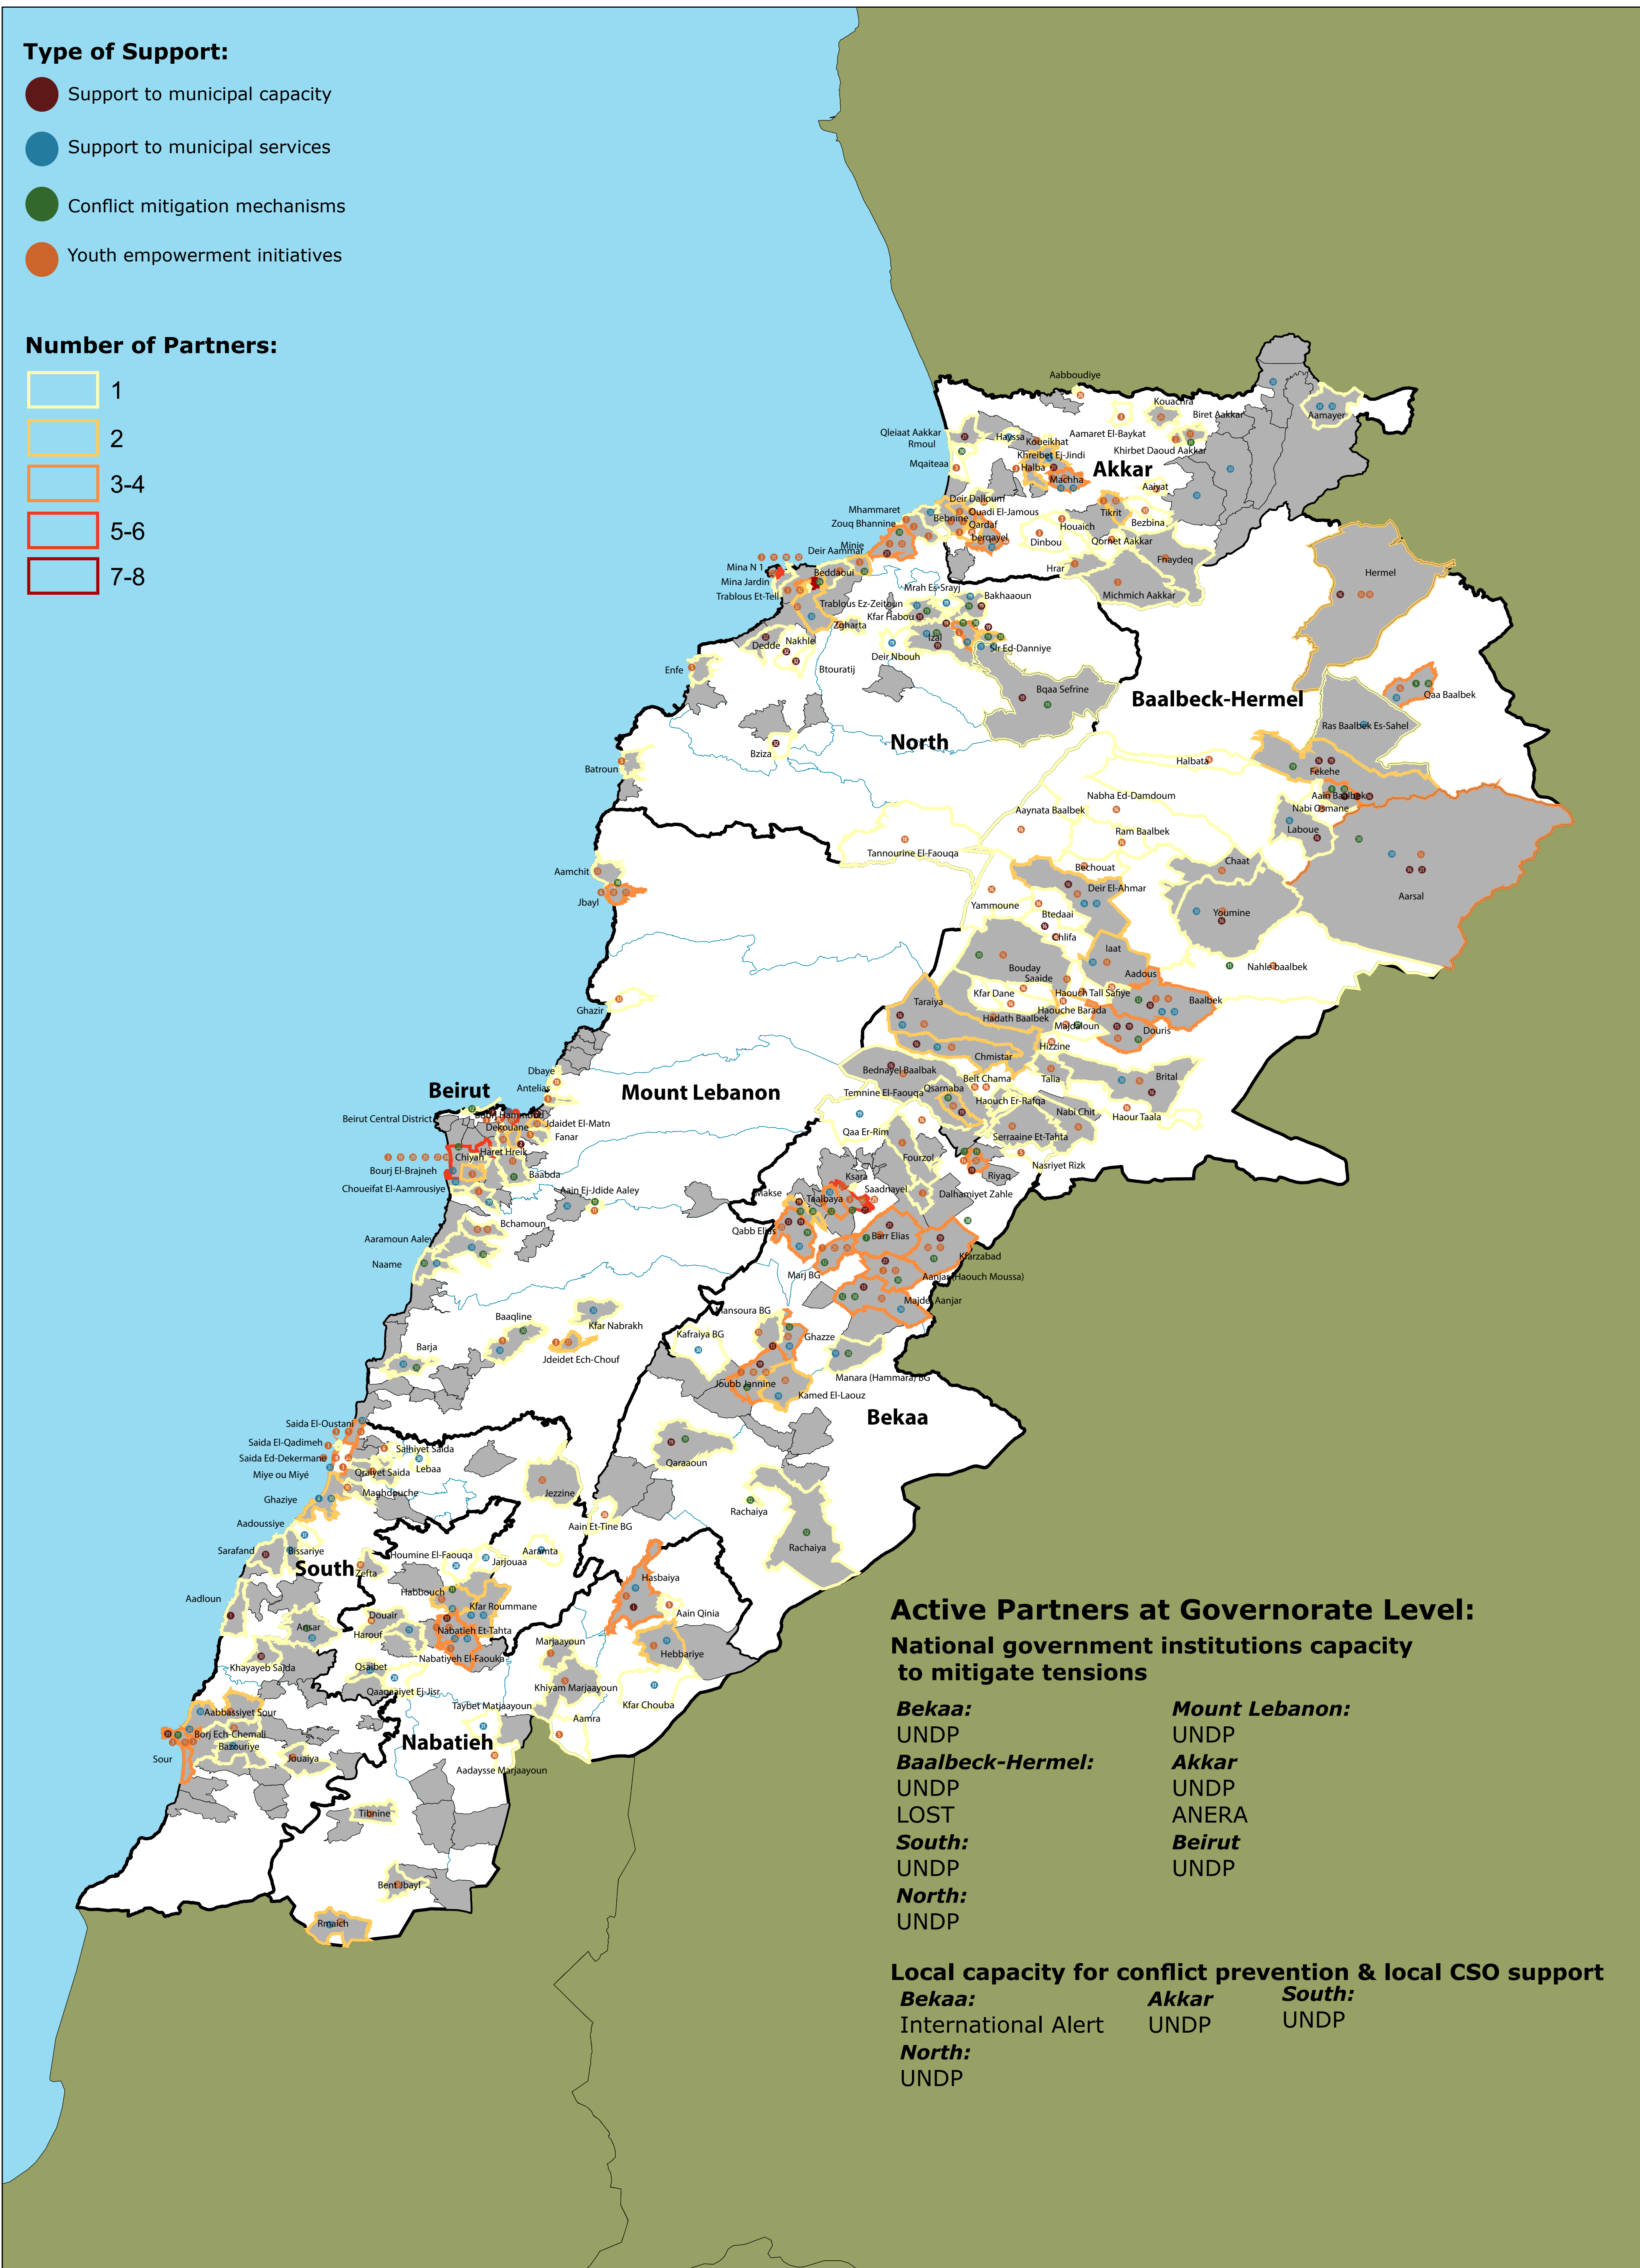 Type of Support:
Support to municipal capacity
Support to municipal services
Conflict mitigation mechanisms
Youth empowerment initiatives
Number of Partners:
1
2
3-4
5-6
7-8
Aabboudiye
Kouachra
Biret Aakkar
Aamayer
Qleiaat Aakkar
Rmoul
Hayssa
Koueikhat
Aamaret El-Baykat
Khirbet Daoud Aakkar
Khreibet Ej-Jindi
Mqaiteaa
Halba
Akkar
Machha
Aaiyat
Deir Dalloum
Tikrit
Mhammaret
Ouadi El-Jamous
Bebnine
Zouq Bhannine
Qardaf
Houaich
Bezbina
berqayel
Dinbou
Qornet Aakkar
Minie
Deir Aammar
Fnaydeq
Mina N 1
Beddaoui
Hrar
Hermel
Mina Jardin
Mrah Es-Srayj
Michmich Aakkar
Trablous Et-Tell
Trablous Ez-Zeitoun
Bakhaaoun
Kfar Habou
Zgharta
Izal
Nakhle
Dedde
Sir Ed-Danniye
Deir Nbouh
Enfe
Btouratij
Bqaa Sefrine
Baalbeck-Hermel
Qaa Baalbek
Ras Baalbek Es-Sahel
North
Bziza
Halbata
Batroun
Fekehe
Aain Baalbek
Nabha Ed-Damdoum
Nabi Osmane
Aaynata Baalbek
Laboue
Ram Baalbek
Tannourine El-Faouqa
Chaat
Bechouat
Aamchit
Deir El-Ahmar
Aarsal
Jbayl
Yammoune
Btedaai
Youmine
Chlifa
Iaat
Bouday
Nahle baalbek
Aadous
Saaide
Kfar Dane
Haouch Tall Safiye
Taraiya
Baalbek
Ghazir
Haouche Barada
Hadath Baalbek
Majdaloun
Douris
Hizzine
Chmistar
Dbaye
Bednayel Baalbak
Talia
Brital
Beirut
Antelias
Mount Lebanon
Belt Chama
Qsarnaba
Temnine El-Faouqa
Haouch Er-Rafqa
Nabi Chit
Haour Taala
Beirut Central District
Jdaidet El-Matn
Dekouane
Fanar
Qaa Er-Rim
Serraaine Et-Tahta
Haret Hreik
Chiyah
Fourzol
Nasriyet Rizk
Bourj El-Brajneh
Baabda
Ksara
Riyaq
Choueifat El-Aamrousiye
Aain Ej-Jdide Aaley
Makse
Taalbaya
Saadnayel
Dalhamiyet Zahle
Bchamoun
Qabb Elias
Barr Elias
Aaramoun Aaley
Kfarzabad
Naame
Marj BG
Aanjar (Haouch Moussa)
Majdel Aanjar
Baaqline
Mansoura BG
Kfar Nabrakh
Kafraiya BG
Ghazze
Barja
Jdeidet Ech-Chouf
Manara (Hammara) BG
Joubb Jannine
Kamed El-Laouz
Bekaa
Saida El-Oustani
Saida El-Qadimeh
Salhiyet Saida
Saida Ed-Dekermane
Lebaa
Qaraaoun
Miye ou Miyé
Qraiyet Saida
Maghdouche
Jezzine
Ghaziye
Rachaiya
Aadoussiye
Aain Et-Tine BG
Sarafand
Bissariye
Houmine El-Faouqa
Aaramta
Rachaiya
Jarjouaa
South
Zefta
Hasbaiya
Habbouch
Aadloun
Kfar Roummane
Aain Qinia
Douair
Ansar
Harouf
Nabatieh Et-Tahta
Marjaayoun
Hebbariye
Nabatiyeh El-Faouka
Khayayeb Saida
Qsaibet
Khiyam Marjaayoun
Qaaqaaiyet Ej-Jisr
Kfar Chouba
Taybet Matjaayoun
Aabbassiyet Sour
Aamra
Borj Ech-Chemali
Nabatieh
Bazouriye
Sour
Jouaiya
Aadaysse Marjaayoun
Tibnine
Bent Jbayl
Rmaich
Active Partners at Governorate Level:
National government institutions capacity
to mitigate tensions
Bekaa:
UNDP
Baalbeck-Hermel:
UNDP
LOST
South:
UNDP
North:
UNDP
Mount Lebanon:
UNDP
Akkar
UNDP
ANERA
Beirut
UNDP
Local capacity for conflict prevention & local CSO support
Bekaa:
International Alert
North:
UNDP
Akkar
UNDP
South:
UNDP